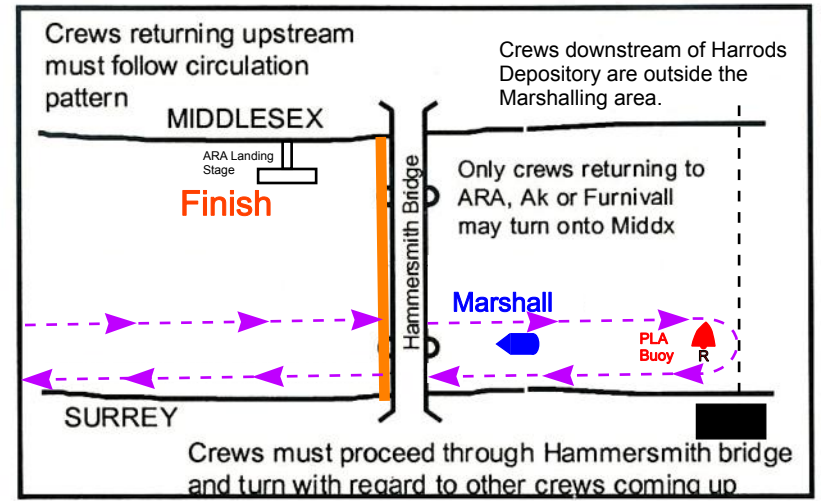 Crews returning upstream
must follow circulation
pattern
Crews downstream of Harrods
Depository are outside the
Marshalling area.
MIDDLESEX
ARA Landing
Stage
Finish
Hammersmith Bridge
Only crews returning to
ARA, Ak or Furnivall
may turn onto Middx
Marshall
PLA
Buoy
R
SURREY
Crews must proceed through Hammersmith bridge
and turn with regard to other crews coming up